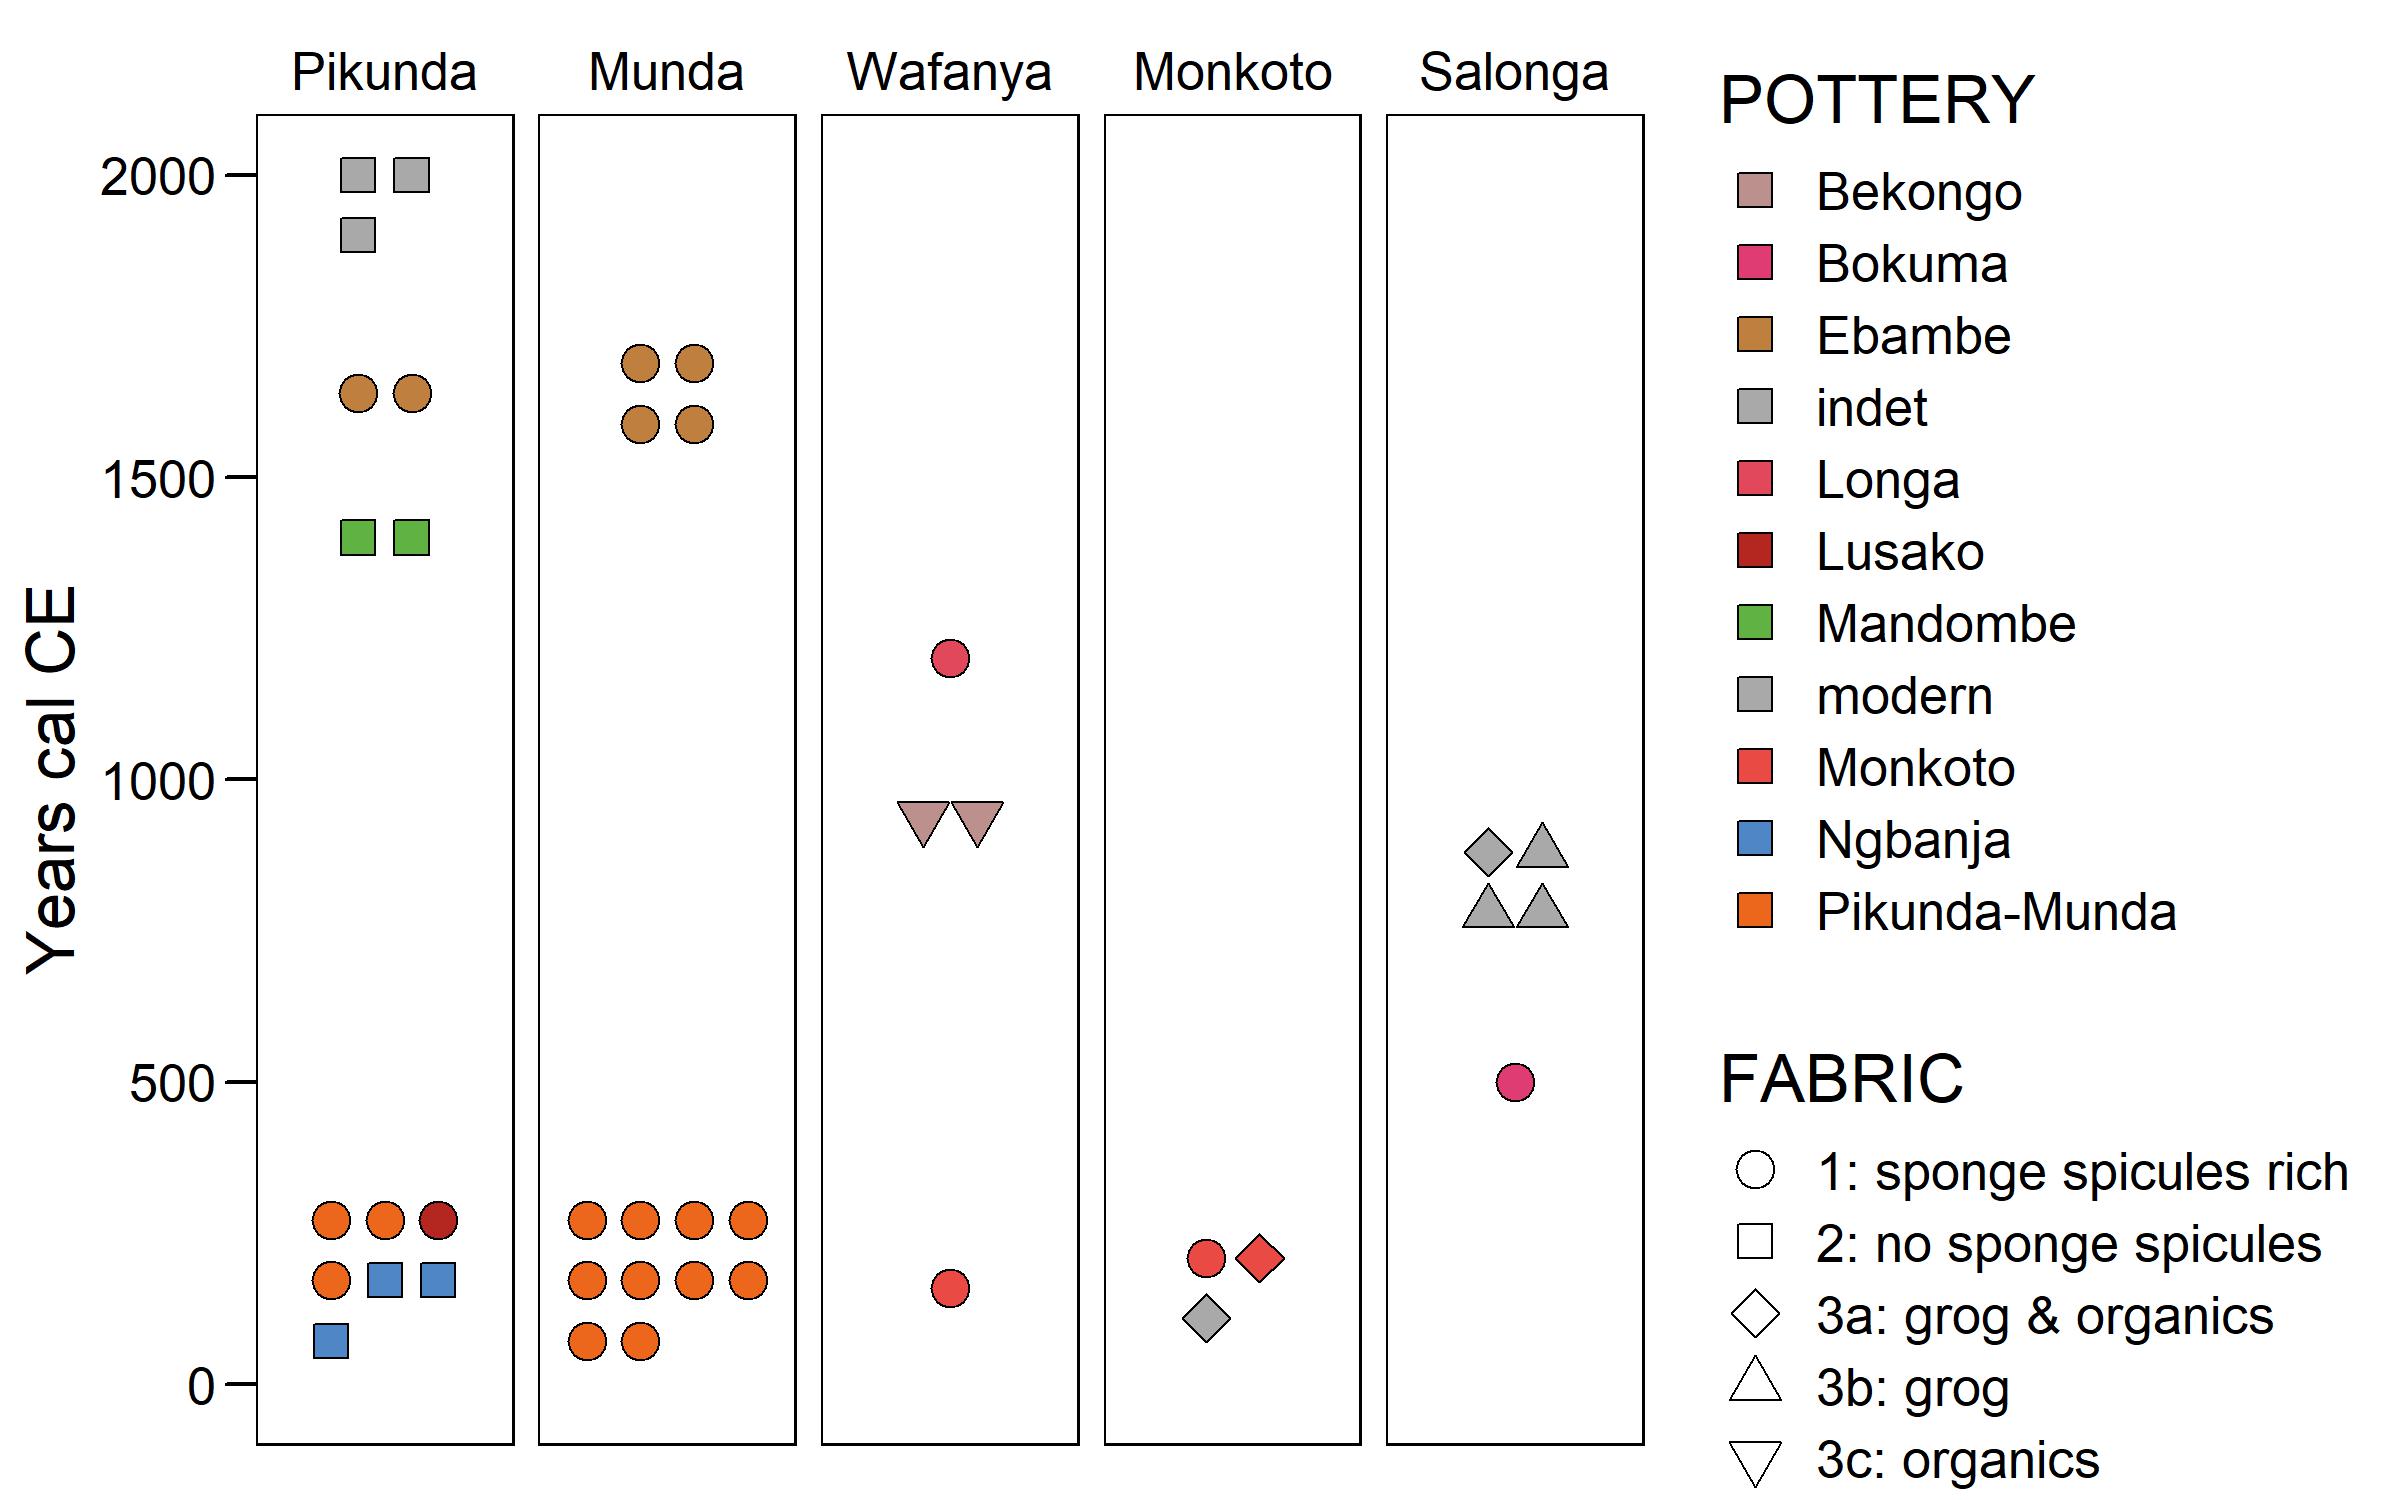 Pikunda Munda Wafanya Monkoto Salonga
2000
1500
1000
500
0
Years cal CE
POTTERY
Bekongo
Bokuma
Ebambe
indet
Longa
Lusako
Mandombe
modern
Monkoto
Ngbanja
Pikunda-Munda
FABRIC
1: sponge spicules rich
2: no sponge spicules
3a: grog & organics
3b: grog
3c: organics